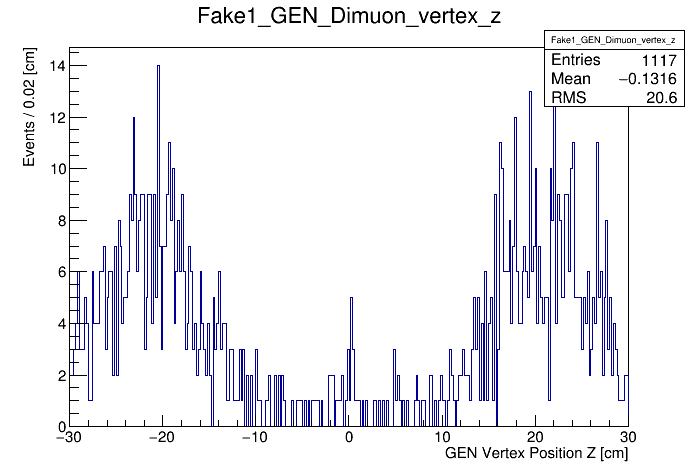 Fake1_GEN_Dimuon_vertex_z
Fake1_GEN_Dimuon_vertex_z
Entries 1117
Mean −0.1316
RMS 20.6
Events / 0.02 [cm]
14
12
10
8
6
4
2
0
−30 −20 −10 0 10 20 30
GEN Vertex Position Z [cm]